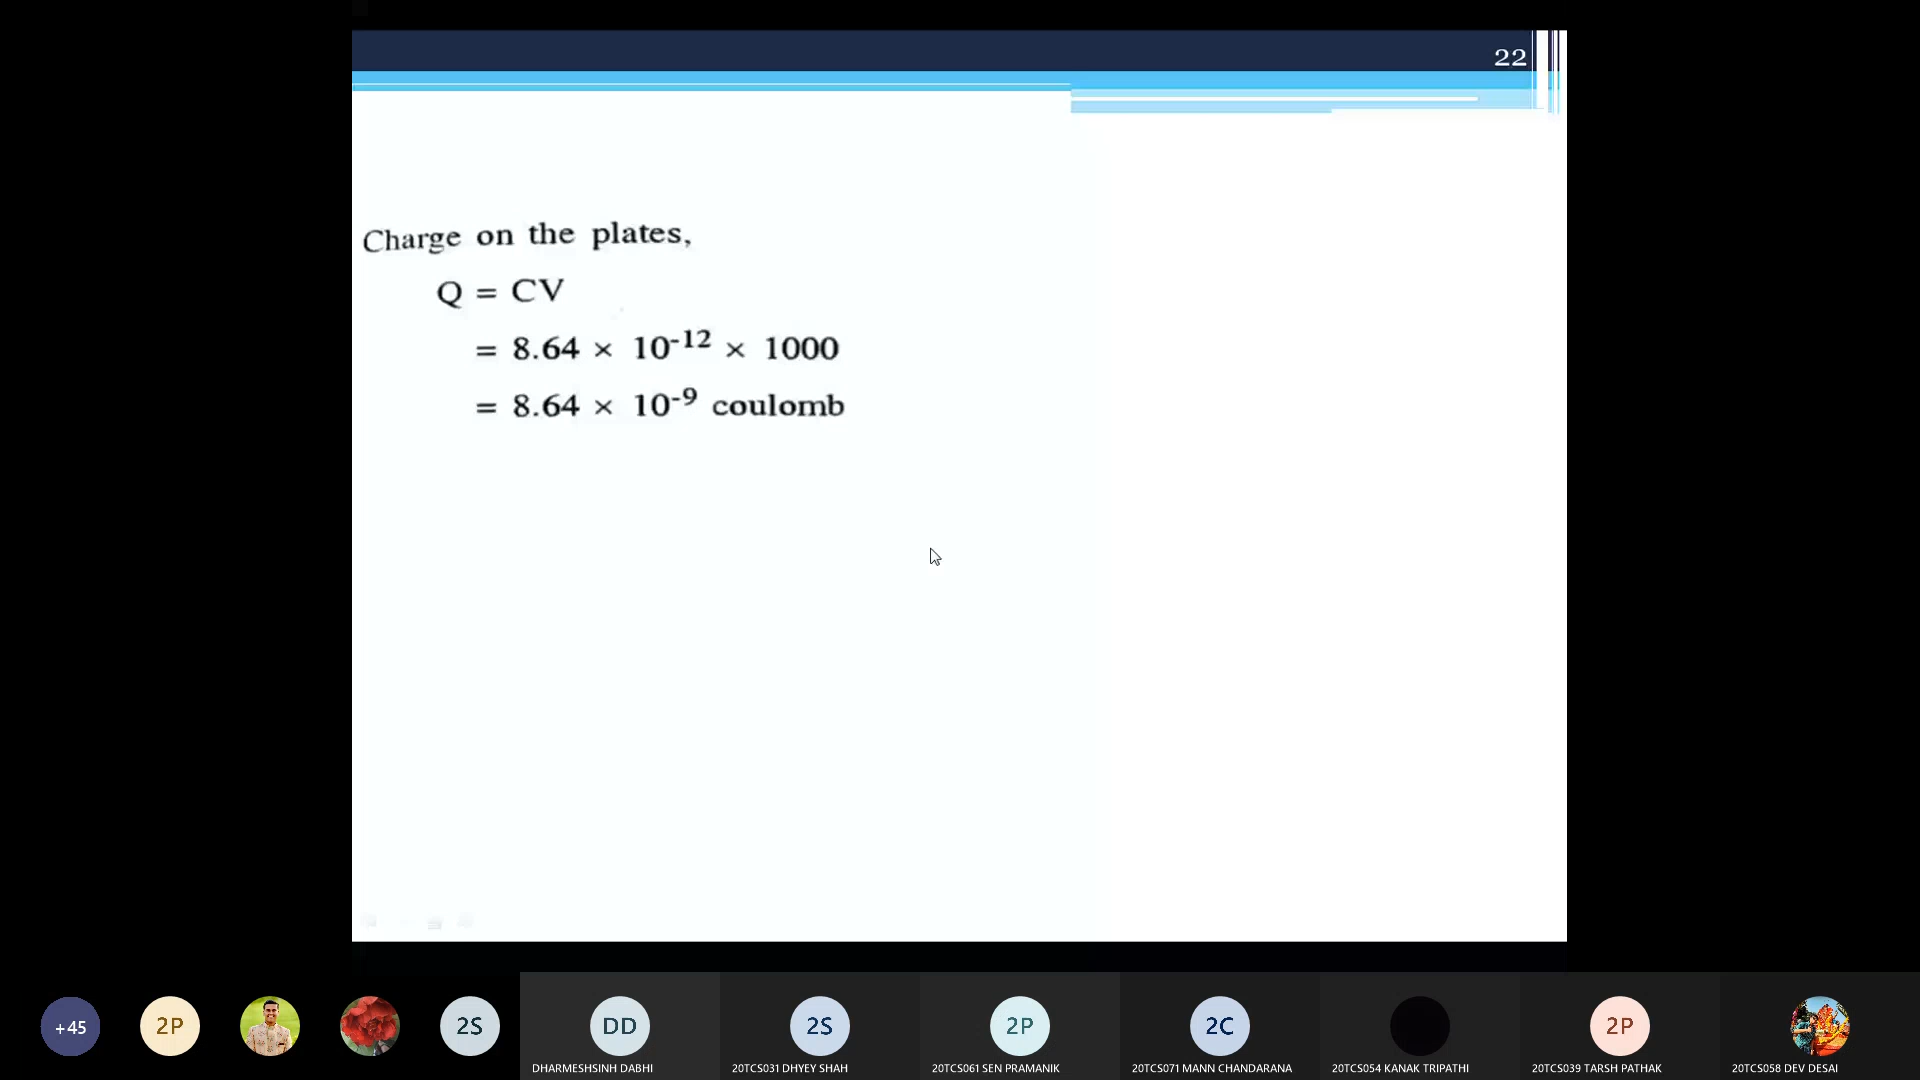 22
Charge on the plates,
Q = CV
= 8.64 × 10⁻¹² × 1000
= 8.64 × 10⁻⁹ coulomb
+45
2P
2S
DD
2S
2P
2C
2P
DHARMESHSINH DABHI
20TCS031 DHYEY SHAH
20TCS061 SEN PRAMANIK
20TCS071 MANN CHANDARANA
20TCS054 KANAK TRIPATHI
20TCS039 TARSH PATHAK
20TCS058 DEV DESAI